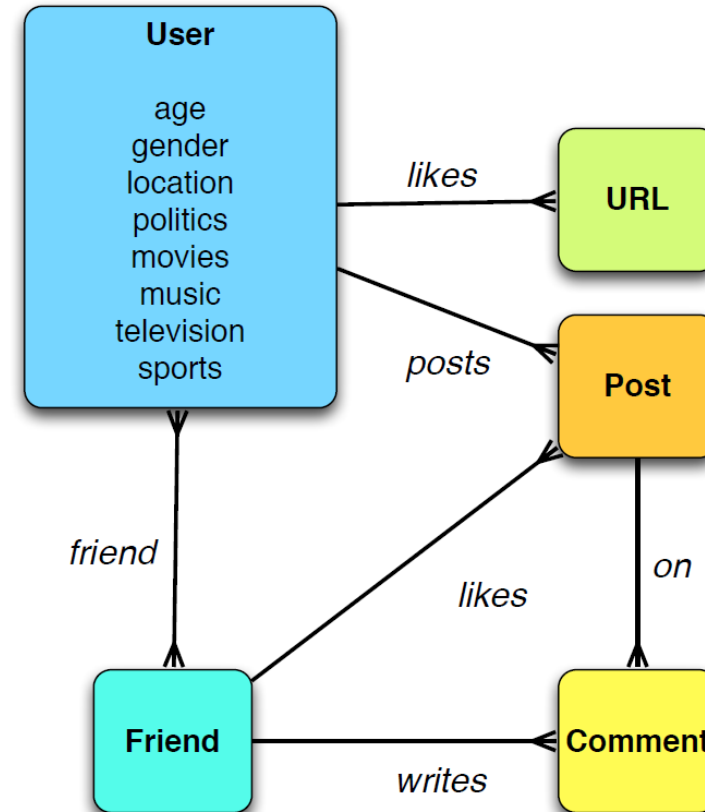 User
age
gender
location
politics
movies
music
television
sports
likes
URL
posts
Post
friend
likes
on
Friend
writes
Comment